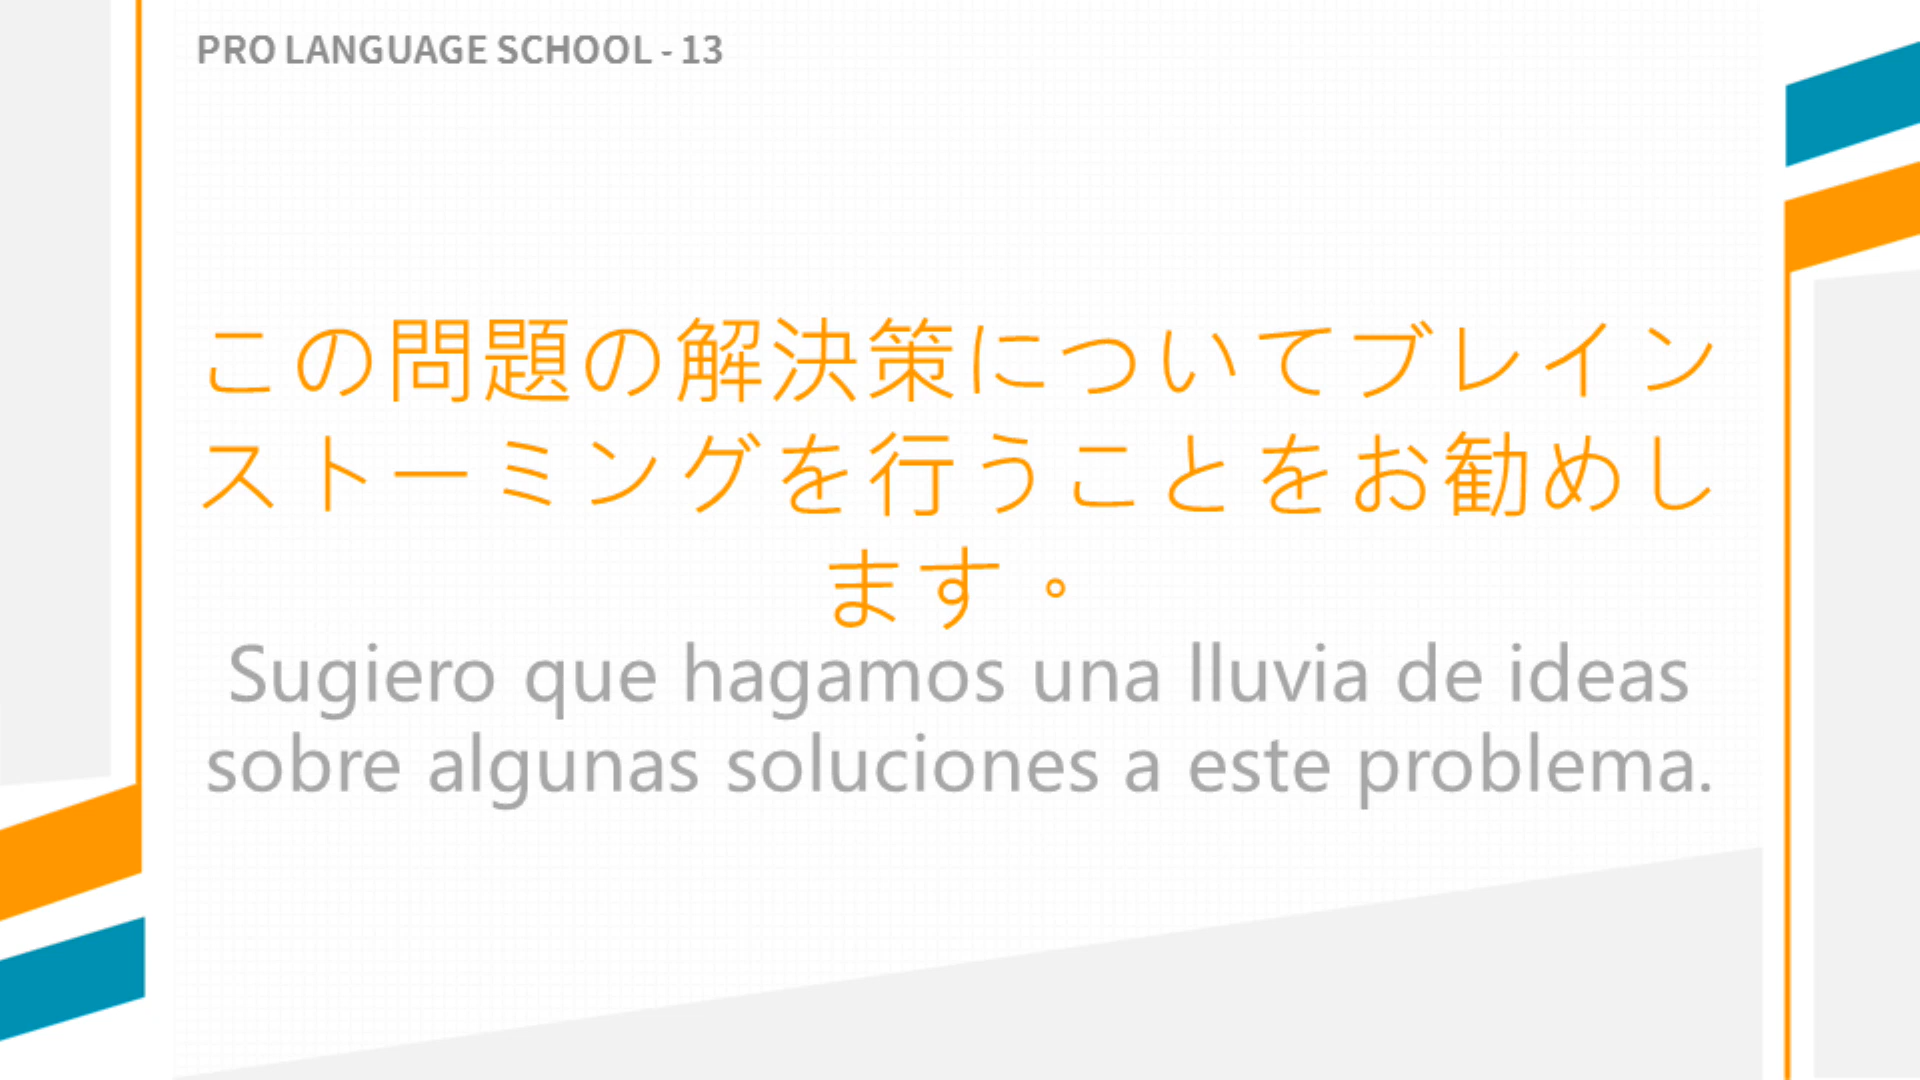 PRO LANGUAGE SCHOOL - 13
この問題の解決策についてブレイン
ストーミングを行うことをお勧めし
ます。
Sugiero que hagamos una lluvia de ideas
sobre algunas soluciones a este problema.